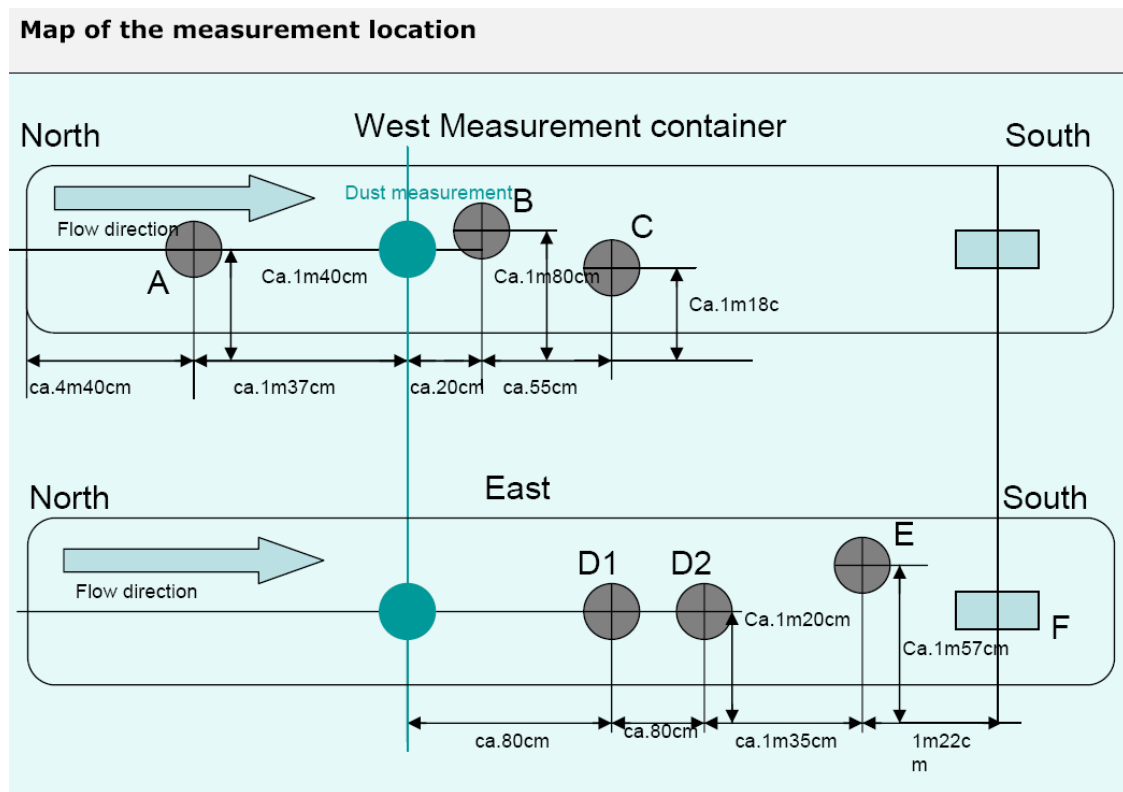 Map of the measurement location
North
West Measurement container
South
Dust measurement
B
Flow direction
C
A
Ca.1m40cm
Ca.1m80cm
Ca.1m18c
ca.4m40cm
ca.1m37cm
ca.20cm
ca.55cm
North
East
South
E
D1
D2
Flow direction
Ca.1m20cm
F
Ca.1m57cm
ca.80cm
ca.80cm
ca.1m35cm
1m22c
m